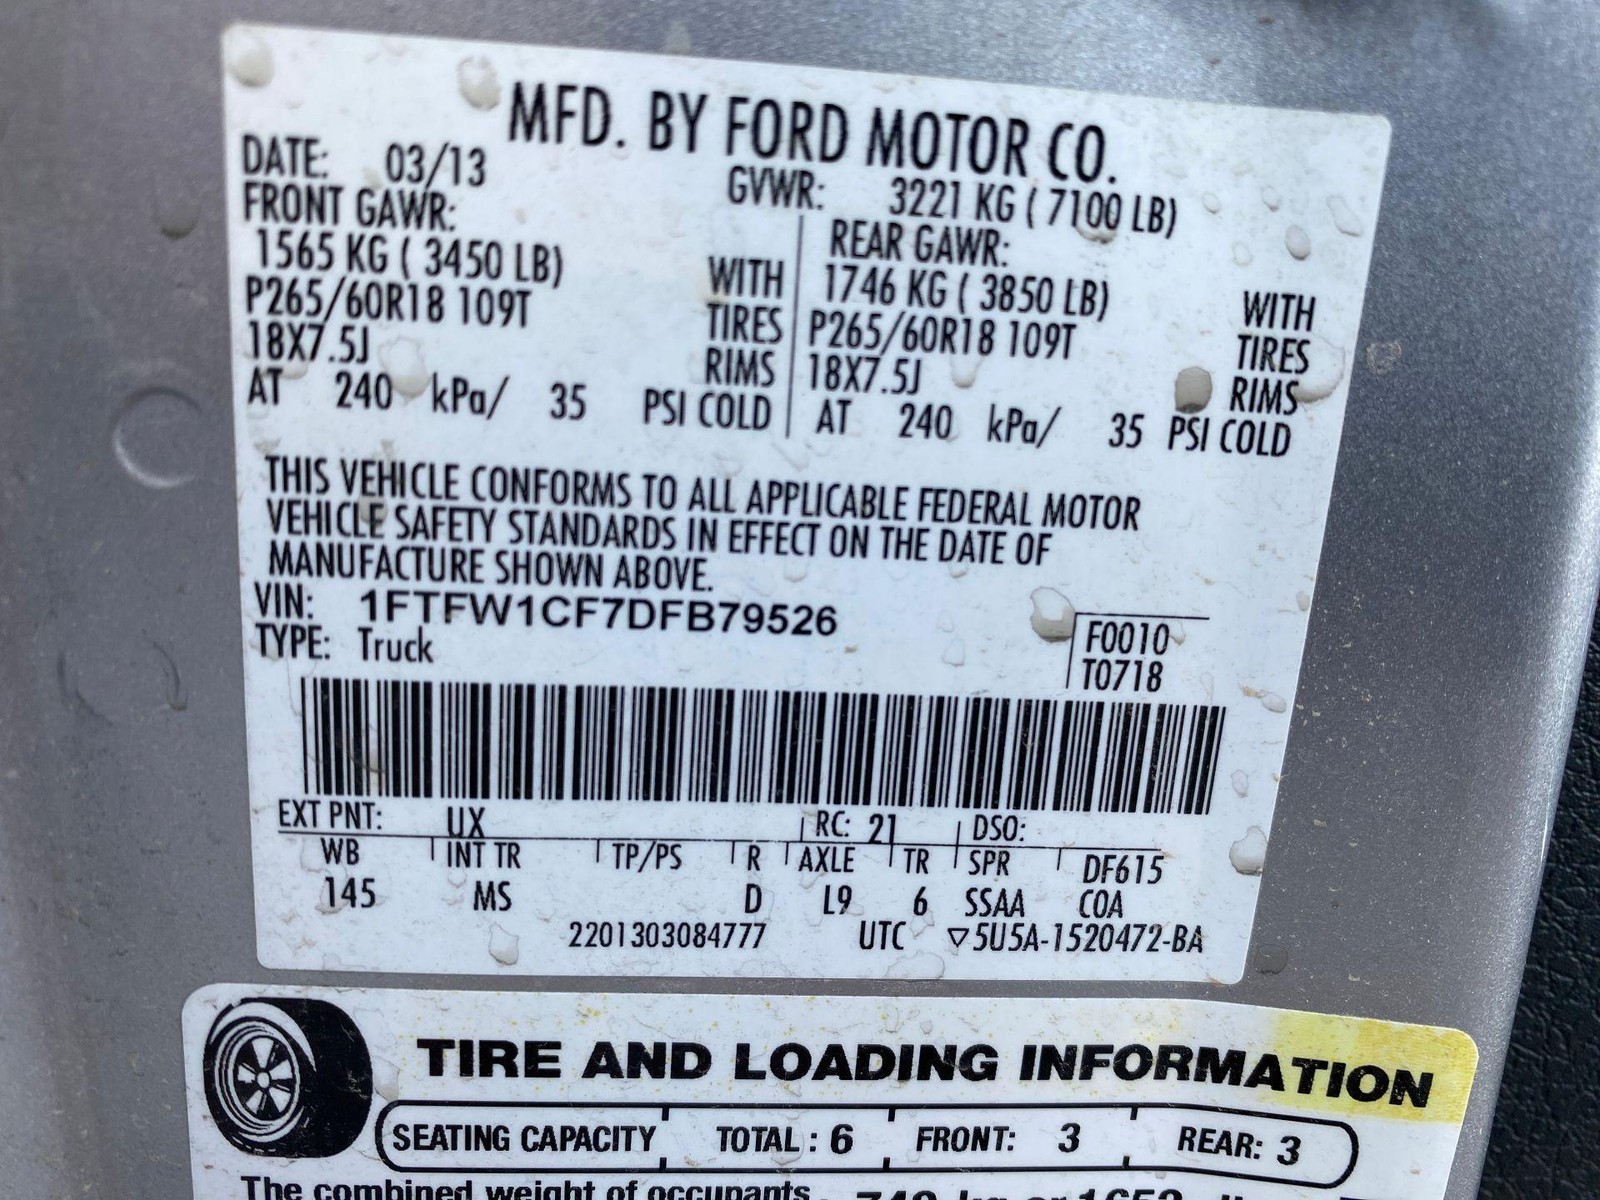 MFD. BY FORD MOTOR CO.
DATE: 03/13 GVWR: 3221 KG ( 7100 LB)
FRONT GAWR: REAR GAWR:
1565 KG ( 3450 LB) WITH 1746 KG ( 3850 LB) WITH
P265/60R18 109T TIRES P265/60R18 109T TIRES
18X7.5J RIMS 18X7.5J RIMS
AT 240 kPa/ 35 PSI COLD AT 240 kPa/ 35 PSI COLD
THIS VEHICLE CONFORMS TO ALL APPLICABLE FEDERAL MOTOR
VEHICLE SAFETY STANDARDS IN EFFECT ON THE DATE OF
MANUFACTURE SHOWN ABOVE.
VIN: 1FTFW1CF7DFB79526
TYPE: Truck
F0010
T0718
EXT PNT: UX RC: 21 DSO:
WB INT TR TP/PS R AXLE TR SPR DF615
145 MS D L9 6 SSAA COA
2201303084777 UTC ▽5U5A-1520472-BA
TIRE AND LOADING INFORMATION
SEATING CAPACITY TOTAL : 6 FRONT: 3 REAR: 3
The combined weight of occupants